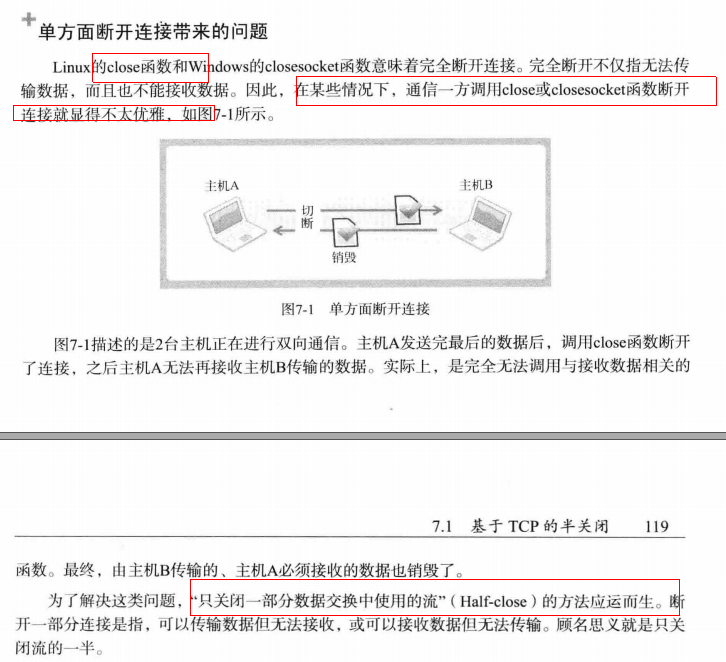 单方面断开连接带来的问题
Linux的close函数和Windows的closesocket函数意味着完全断开连接。完全断开不仅指无法传
输数据，而且也不能接收数据。因此，在某些情况下，通信一方调用close或closesocket函数断开
连接就显得不太优雅，如图7-1所示。
主机A
主机B
切
断
销毁
图7-1 单方面断开连接
图7-1描述的是2台主机正在进行双向通信。主机A发送完最后的数据后，调用close函数断开
了连接，之后主机A无法再接收主机B传输的数据。实际上，是完全无法调用与接收数据相关的
7.1 基于 TCP 的半关闭 119
函数。最终，由主机B传输的、主机A必须接收的数据也销毁了。
为了解决这类问题，“只关闭一部分数据交换中使用的流”（Half-close）的方法应运而生。断
开一部分连接是指，可以传输数据但无法接收，或可以接收数据但无法传输。顾名思义就是只关
闭流的一半。